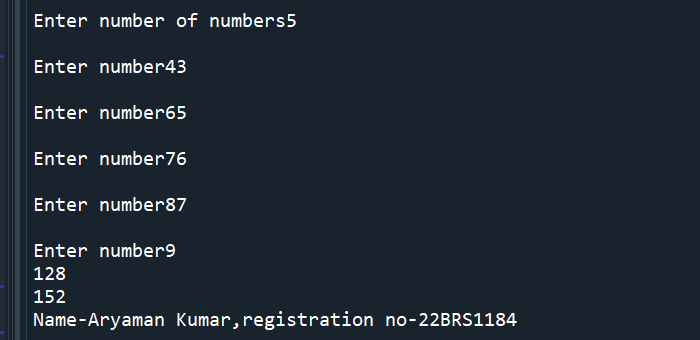 Enter number of numbers5
Enter number43
Enter number65
Enter number76
Enter number87
Enter number9
128
152
Name-Aryaman Kumar,registration no-22BRS1184